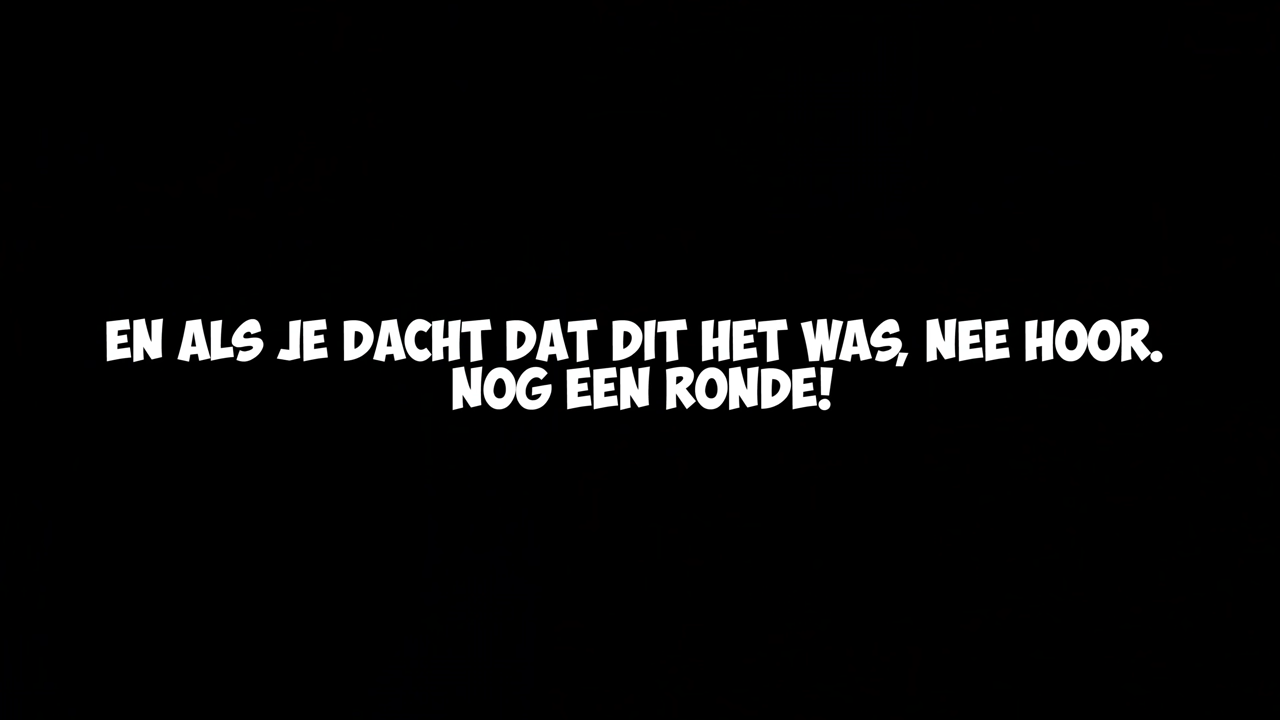 EN ALS JE DACHT DAT DIT HET WAS, NEE HOOR.
NOG EEN RONDE!